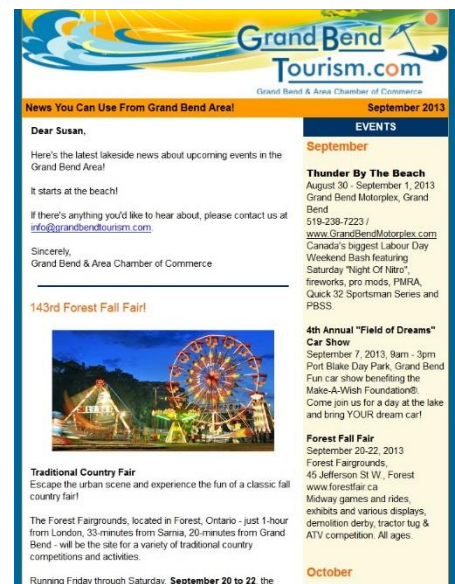 Grand Bend
Tourism.com
Grand Bend & Area Chamber of Commerce
News You Can Use From Grand Bend Area!
September 2013
Dear Susan,
Here's the latest lakeside news about upcoming events in the
Grand Bend Area!
It starts at the beach!
If there's anything you'd like to hear about, please contact us at
info@grandbendtourism.com.
Sincerely,
Grand Bend & Area Chamber of Commerce
143rd Forest Fall Fair!
Traditional Country Fair
Escape the urban scene and experience the fun of a classic fall
country fair!
The Forest Fairgrounds, located in Forest, Ontario - just 1-hour
from London, 33-minutes from Sarnia, 20-minutes from Grand
Bend - will be the site for a variety of traditional country
competitions and activities.
Running Friday through Saturday, September 20 to 22, the
EVENTS
September
Thunder By The Beach
August 30 - September 1, 2013
Grand Bend Motorplex, Grand
Bend
519-238-7223 /
www.GrandBendMotorplex.com
Canada's biggest Labour Day
Weekend Bash featuring
Saturday "Night Of Nitro",
fireworks, pro mods, PMRA,
Quick 32 Sportsman Series and
PBSS.
4th Annual "Field of Dreams"
Car Show
September 7, 2013, 9am - 3pm
Port Blake Day Park, Grand Bend
Fun car show benefiting the
Make-A-Wish Foundation®.
Come join us for a day at the lake
and bring YOUR dream car!
Forest Fall Fair
September 20-22, 2013
Forest Fairgrounds,
45 Jefferson St W., Forest
www.forestfair.ca
Midway games and rides,
exhibits and various displays,
demolition derby, tractor tug &
ATV competition. All ages.
October